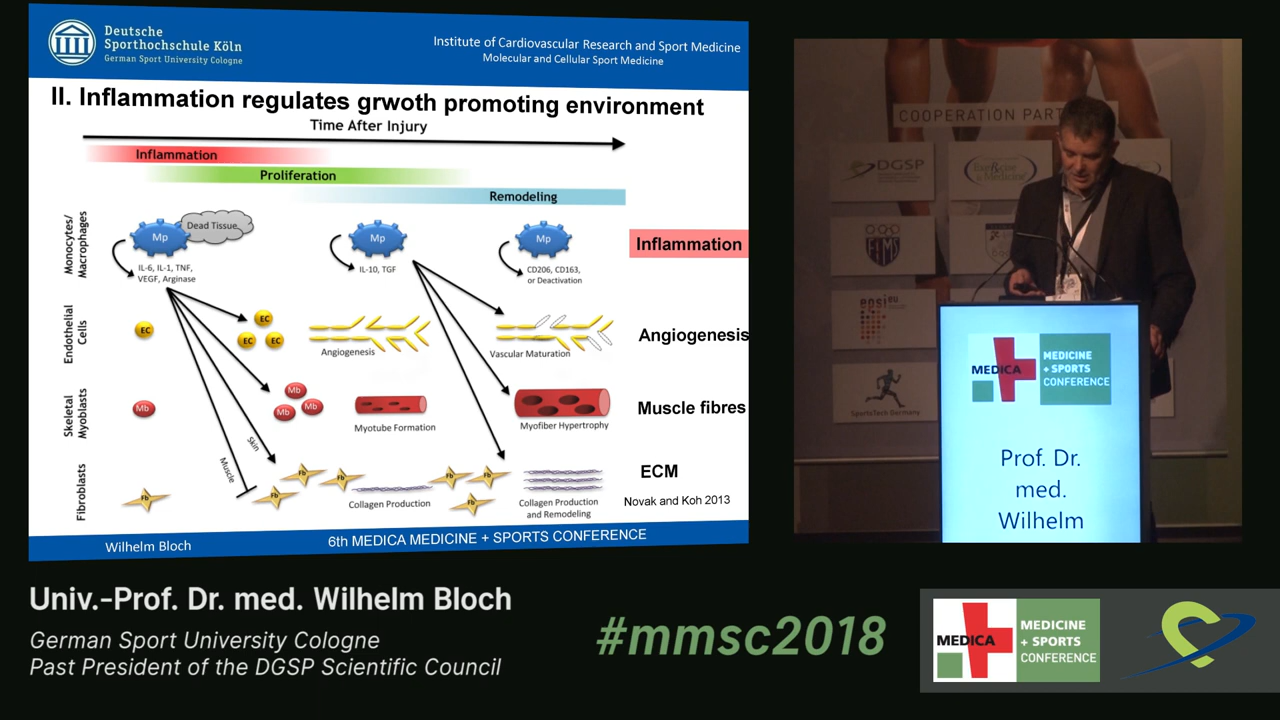 Deutsche
Sporthochschule Köln
German Sport University Cologne
Institute of Cardiovascular Research and Sport Medicine
Molecular and Cellular Sport Medicine
II. Inflammation regulates grwoth promoting environment
Time After Injury
Inflammation
Proliferation
Remodeling
Monocytes/
Macrophages
Mp
Dead Tissue
IL-6, IL-1, TNF,
VEGF, Arginase
Mp
IL-10, TGF
Mp
CD206, CD163,
or Deactivation
Inflammation
Endothelial
Cells
EC
EC
EC
EC
Angiogenesis
Vascular Maturation
Angiogenesis
Skeletal
Myoblasts
Mb
Mb
Mb
Mb
Myotube Formation
Myofiber Hypertrophy
Muscle fibres
Fibroblasts
Fb
Muscle
Skin
Fb
Fb
Fb
Collagen Production
Fb
Fb
Fb
Collagen Production
and Remodeling
ECM
Novak and Koh 2013
Wilhelm Bloch
6th MEDICA MEDICINE + SPORTS CONFERENCE
COOPERATION PART
DGSP
Exercise
is Medicine
FIMS
SportsTech Germany
MEDICA
MEDICINE
+ SPORTS
CONFERENCE
Prof. Dr.
med.
Wilhelm
Univ.-Prof. Dr. med. Wilhelm Bloch
German Sport University Cologne
Past President of the DGSP Scientific Council
#mmsc2018
MEDICA
MEDICINE
+ SPORTS
CONFERENCE